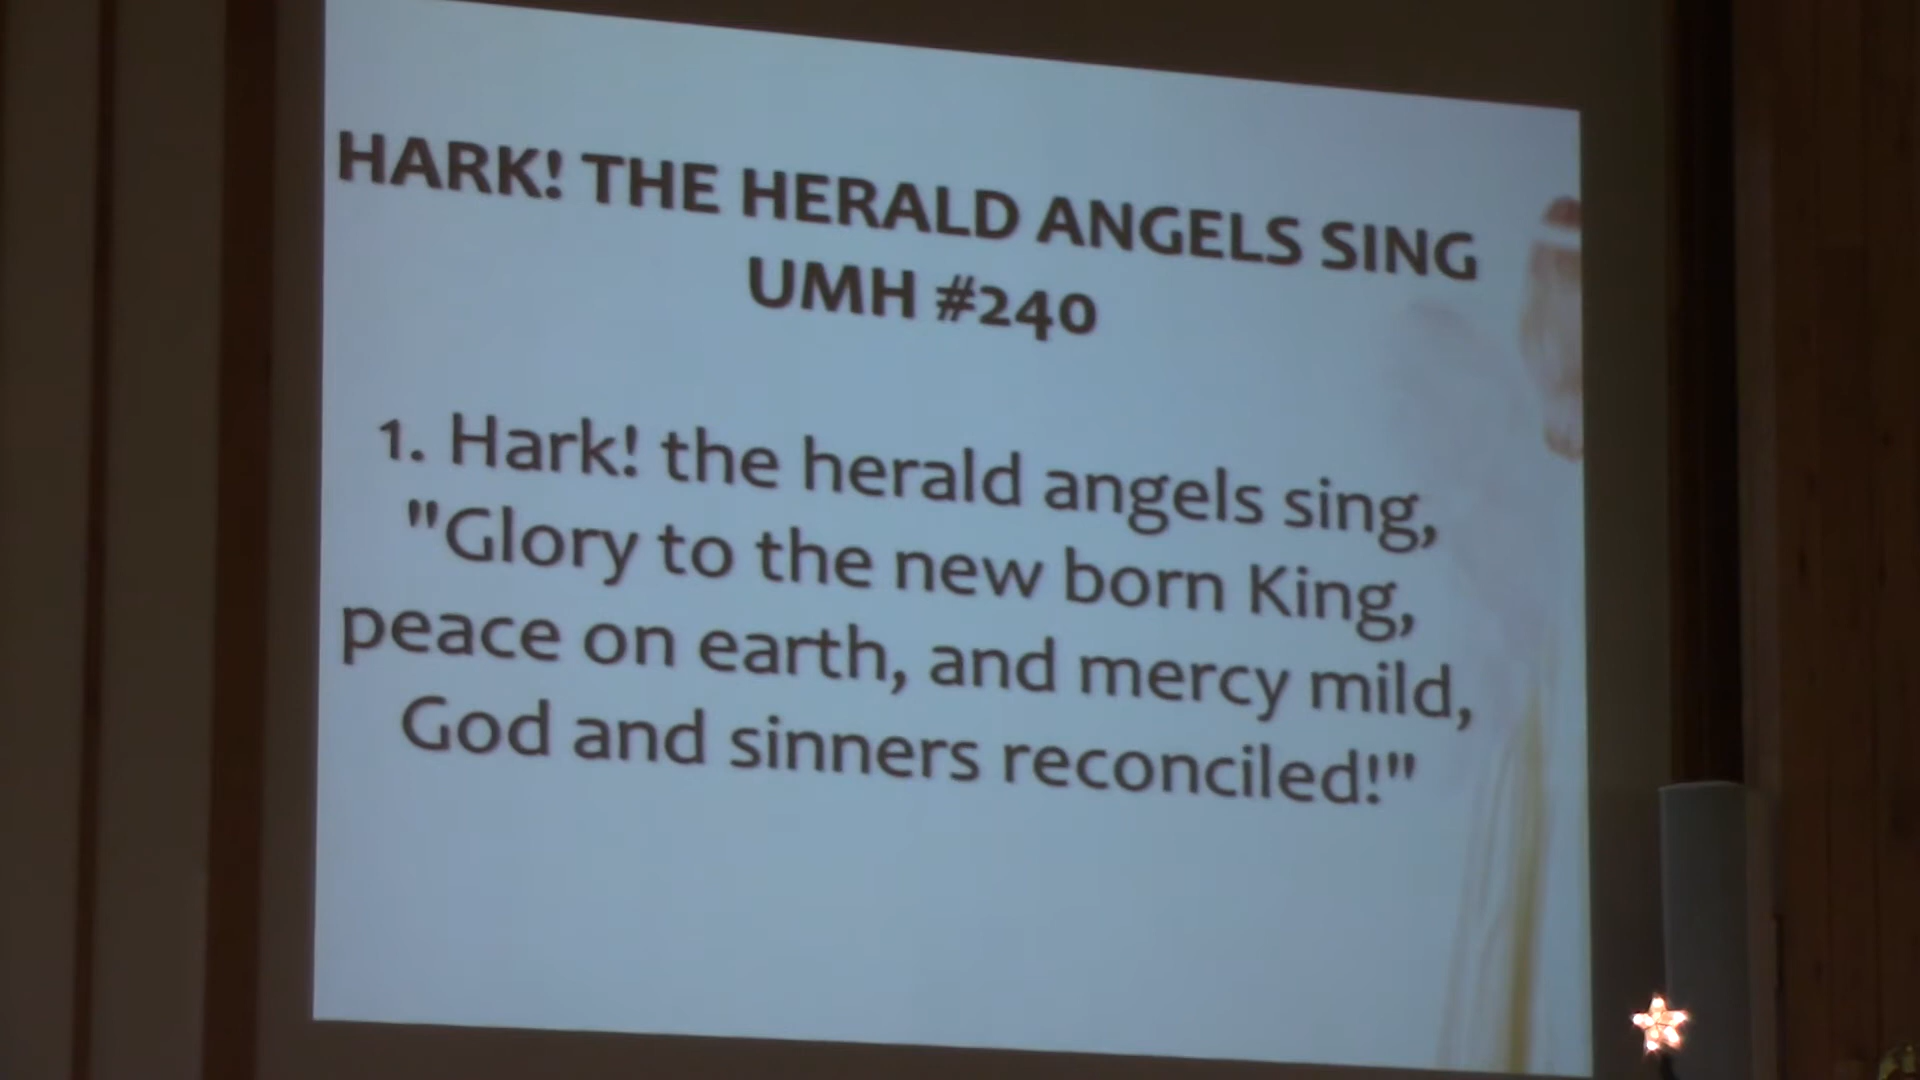 HARK! THE HERALD ANGELS SING
UMH #240
1. Hark! the herald angels sing,
"Glory to the new born King,
peace on earth, and mercy mild,
God and sinners reconciled!"